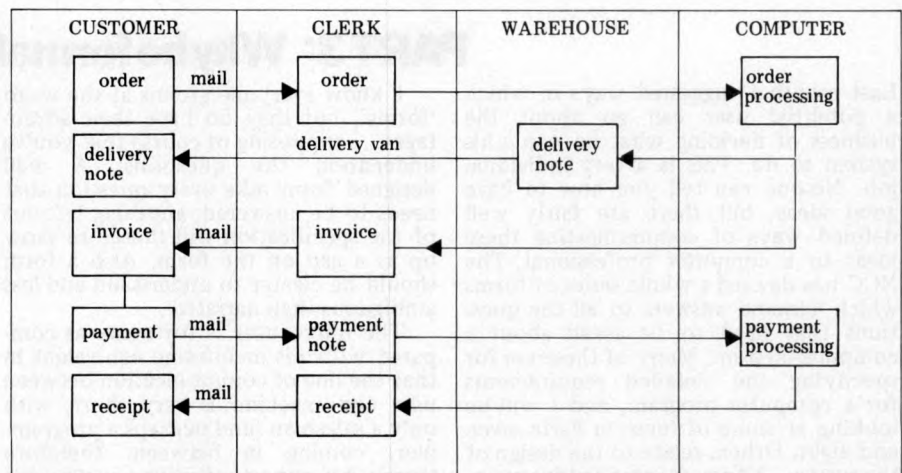 CUSTOMER CLERK WAREHOUSE COMPUTER
order mail order order
processing
delivery
note delivery van delivery
note
invoice mail invoice
payment mail payment
note payment
processing
receipt mail receipt